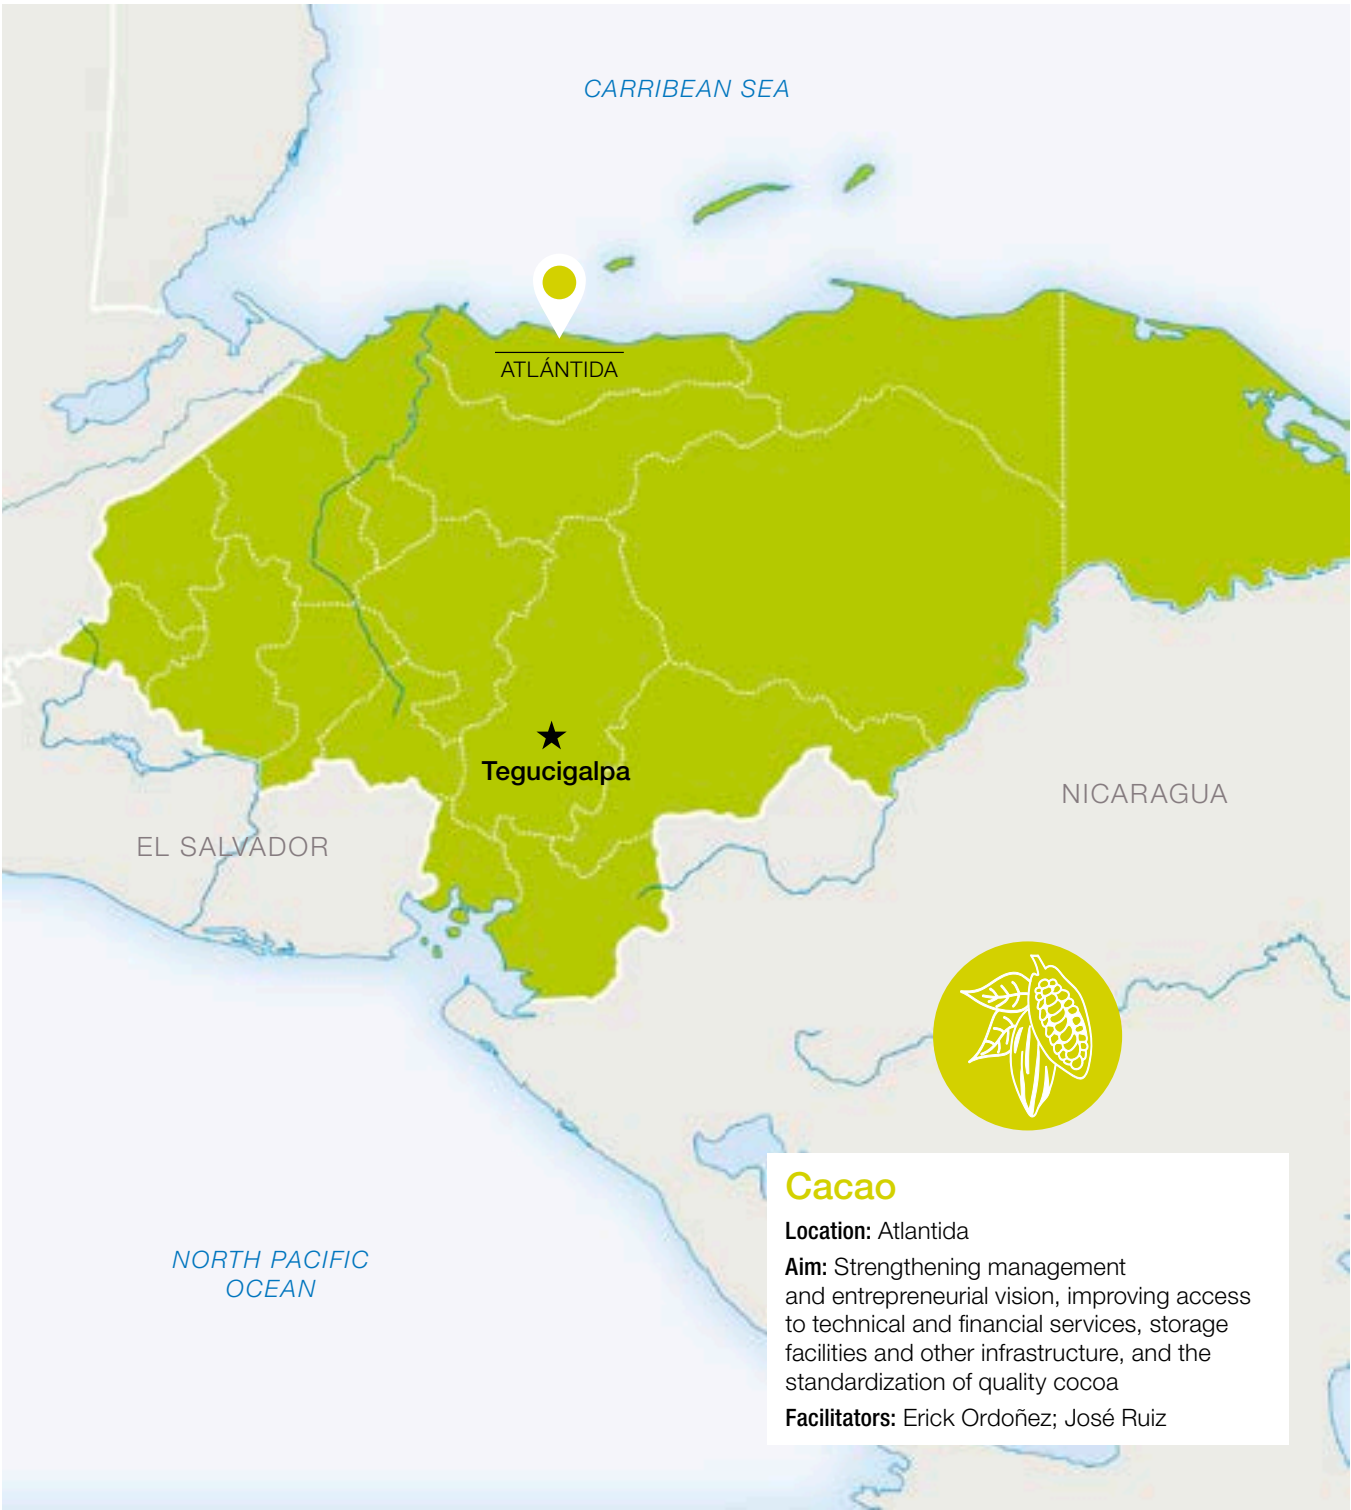 CARRIBEAN SEA
ATLÁNTIDA
Tegucigalpa
NICARAGUA
EL SALVADOR
NORTH PACIFIC
OCEAN
Cacao
Location: Atlantida
Aim: Strengthening management
and entrepreneurial vision, improving access
to technical and financial services, storage
facilities and other infrastructure, and the
standardization of quality cocoa
Facilitators: Erick Ordoñez; José Ruiz